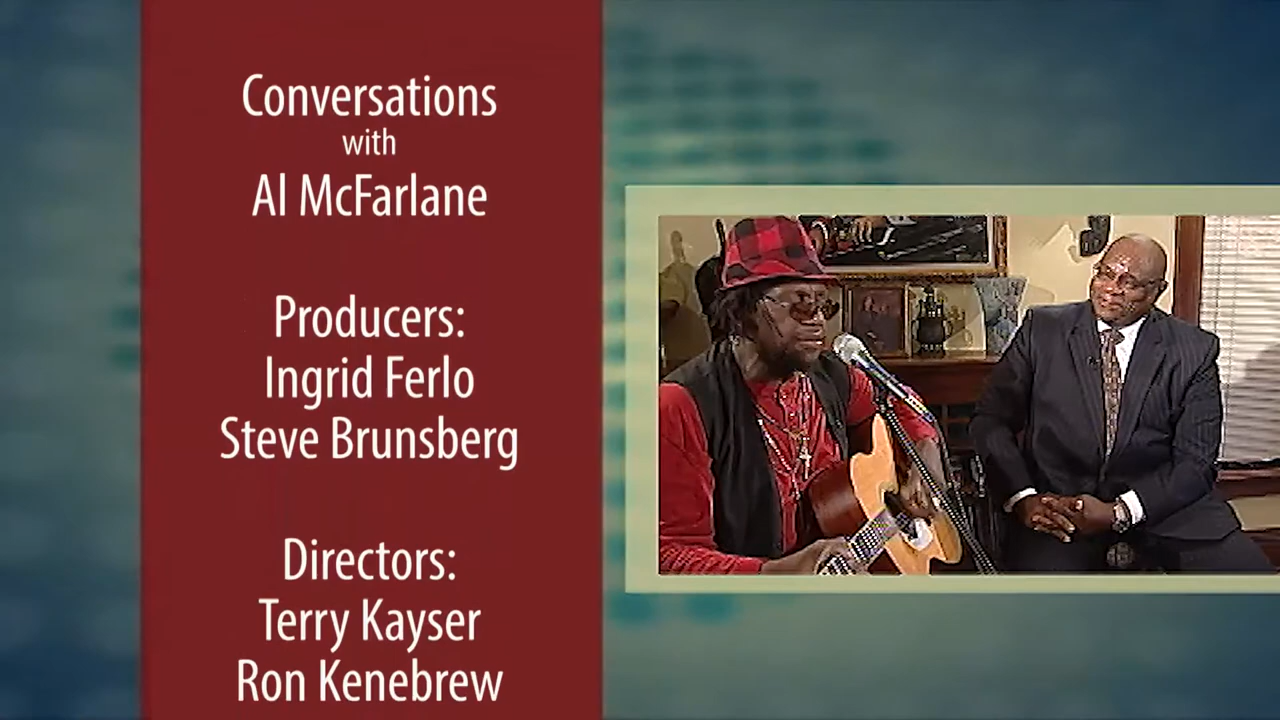 Conversations
with
Al McFarlane
Producers:
Ingrid Ferlo
Steve Brunsberg
Directors:
Terry Kayser
Ron Kenebrew